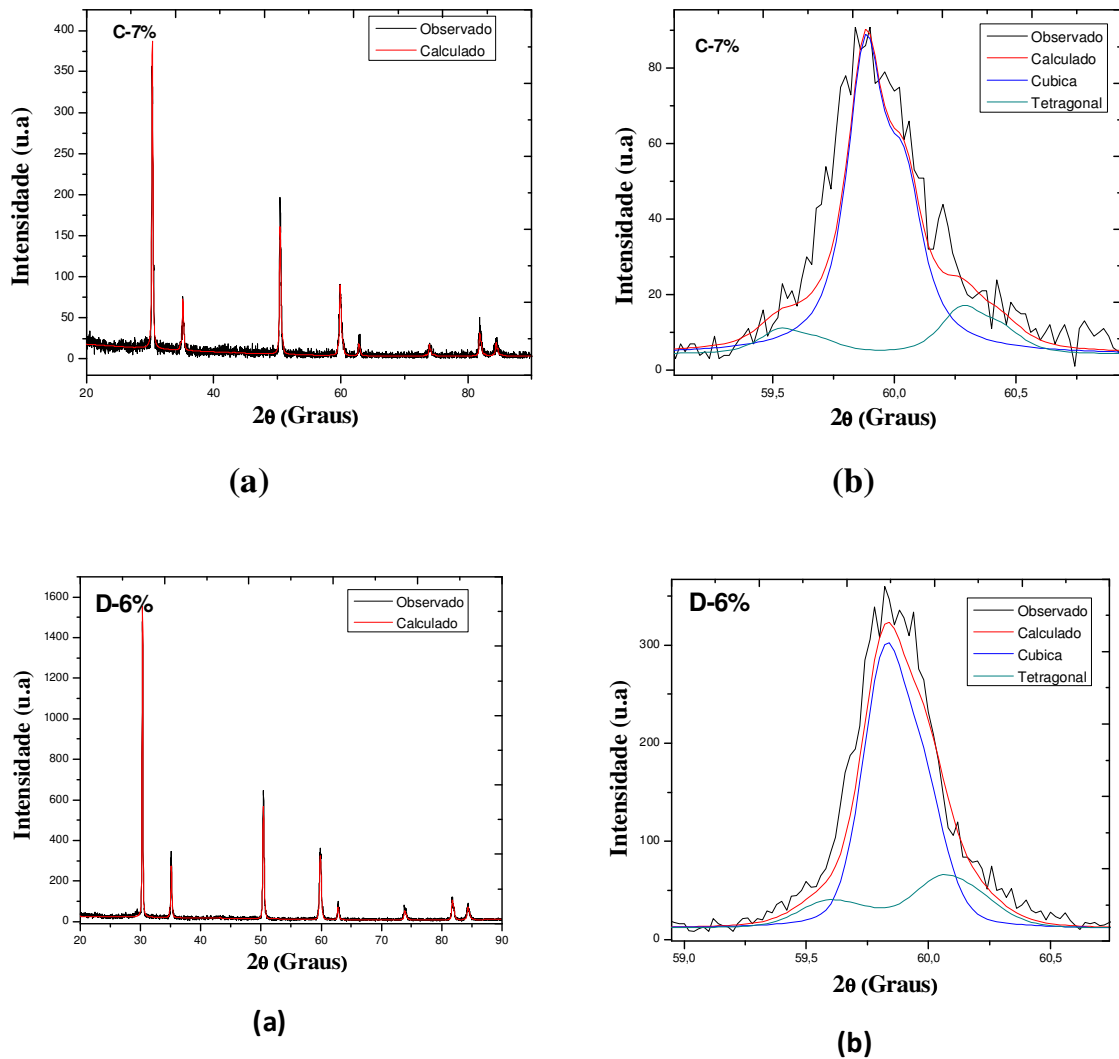 C-7%
Observado
Calculado
400
350
300
250
200
150
100
50
0
20
40
60
80
Intensidade (u.a)
2θ (Graus)
(a)
C-7%
Observado
Calculado
Cubica
Tetragonal
80
60
40
20
0
59,5
60,0
60,5
Intensidade (u.a)
2θ (Graus)
(b)
D-6%
Observado
Calculado
1600
1400
1200
1000
800
600
400
200
0
20
30
40
50
60
70
80
90
Intensidade (u.a)
2θ (Graus)
(a)
D-6%
Observado
Calculado
Cubica
Tetragonal
300
200
100
0
59,0
59,5
60,0
60,5
Intensidade (u.a)
2θ (Graus)
(b)